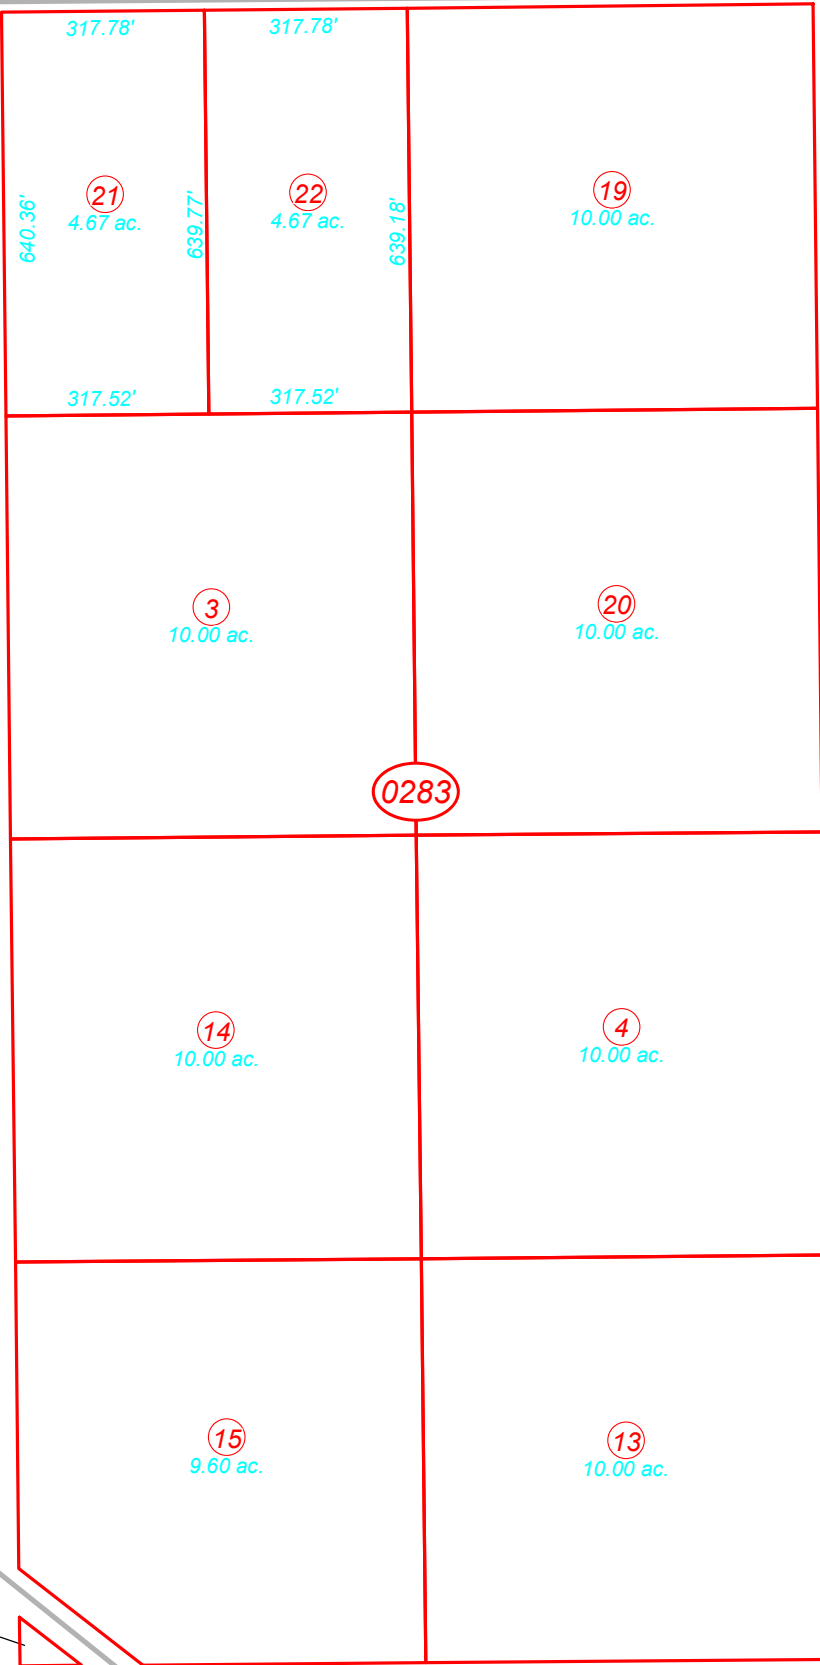 317.78'
317.78'
21
4.67 ac.
22
4.67 ac.
19
10.00 ac.
640.36'
639.77'
639.18'
317.52'
317.52'
3
10.00 ac.
20
10.00 ac.
0283
14
10.00 ac.
4
10.00 ac.
15
9.60 ac.
13
10.00 ac.